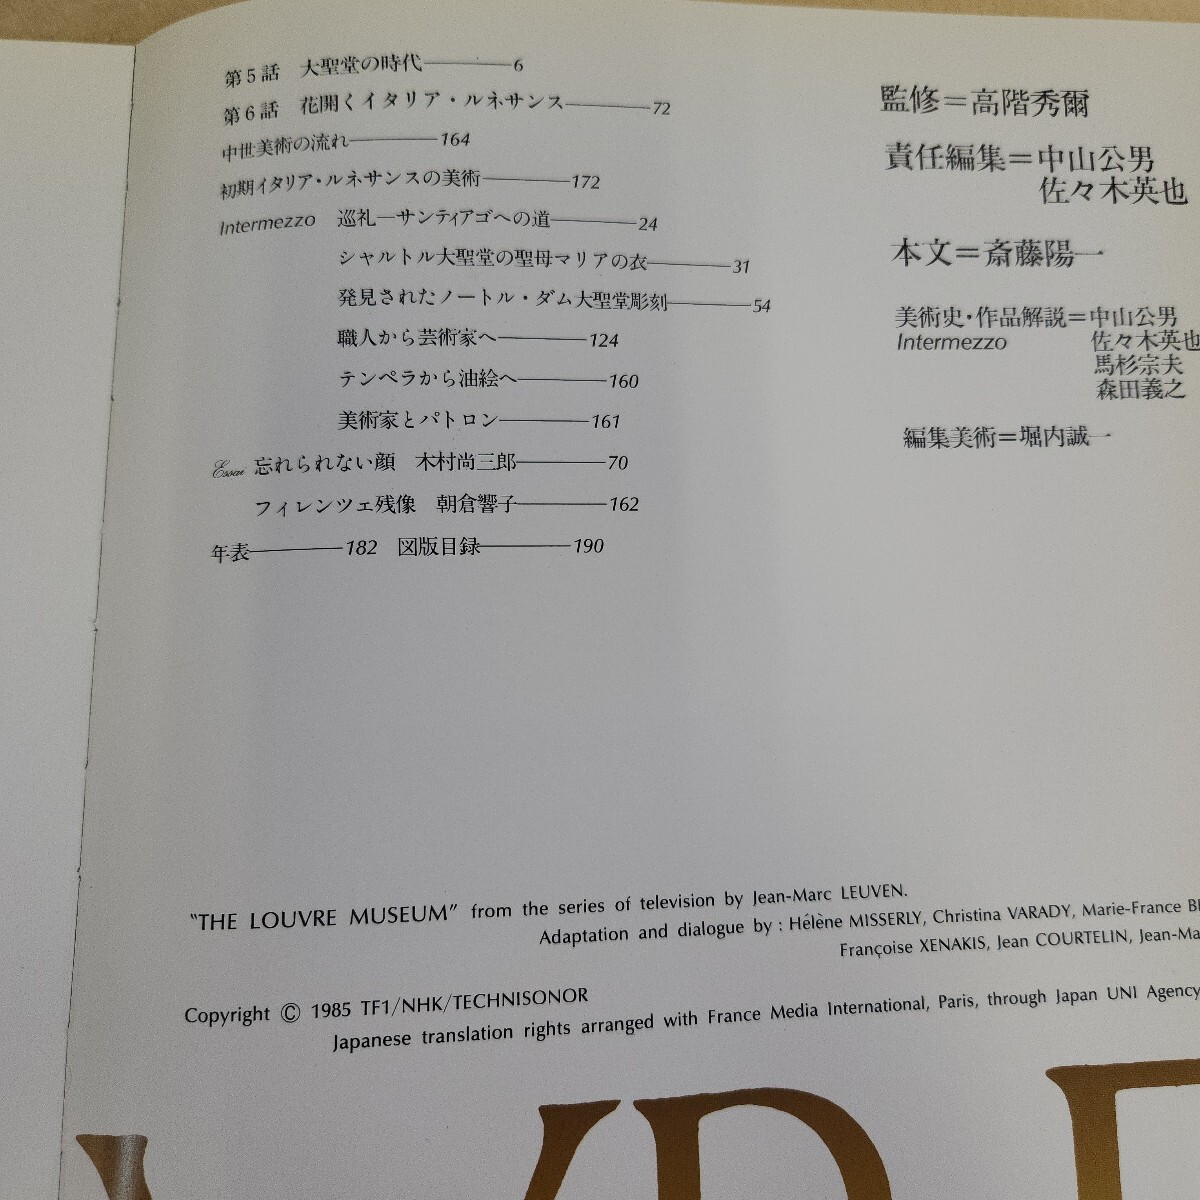 第5話 大聖堂の時代————6
第6話 花開くイタリア・ルネサンス————72
中世美術の流れ————164
初期イタリア・ルネサンスの美術————172
Intermezzo 巡礼—サンティアゴへの道————24
シャルトル大聖堂の聖母マリアの衣————31
発見されたノートル・ダム大聖堂彫刻————54
職人から芸術家へ————124
テンペラから油絵へ————160
美術家とパトロン————161
Essai 忘れられない顔 木村尚三郎————70
フィレンツェ残像 朝倉響子————162
年表————182 図版目録————190
監修＝高階秀爾
責任編集＝中山公男
佐々木英也
本文＝斎藤陽一
美術史・作品解説＝中山公男
Intermezzo 佐々木英也
馬杉宗夫
森田義之
編集美術＝堀内誠一
"THE LOUVRE MUSEUM" from the series of television by Jean-Marc LEUVEN.
Adaptation and dialogue by : Hélène MISSERLY, Christina VARADY, Marie-France
Françoise XENAKIS, Jean COURTELIN,
Copyright © 1985 TF1/NHK/TECHNISONOR
Japanese translation rights arranged with France Media International, Paris, through Japan UNI Agency